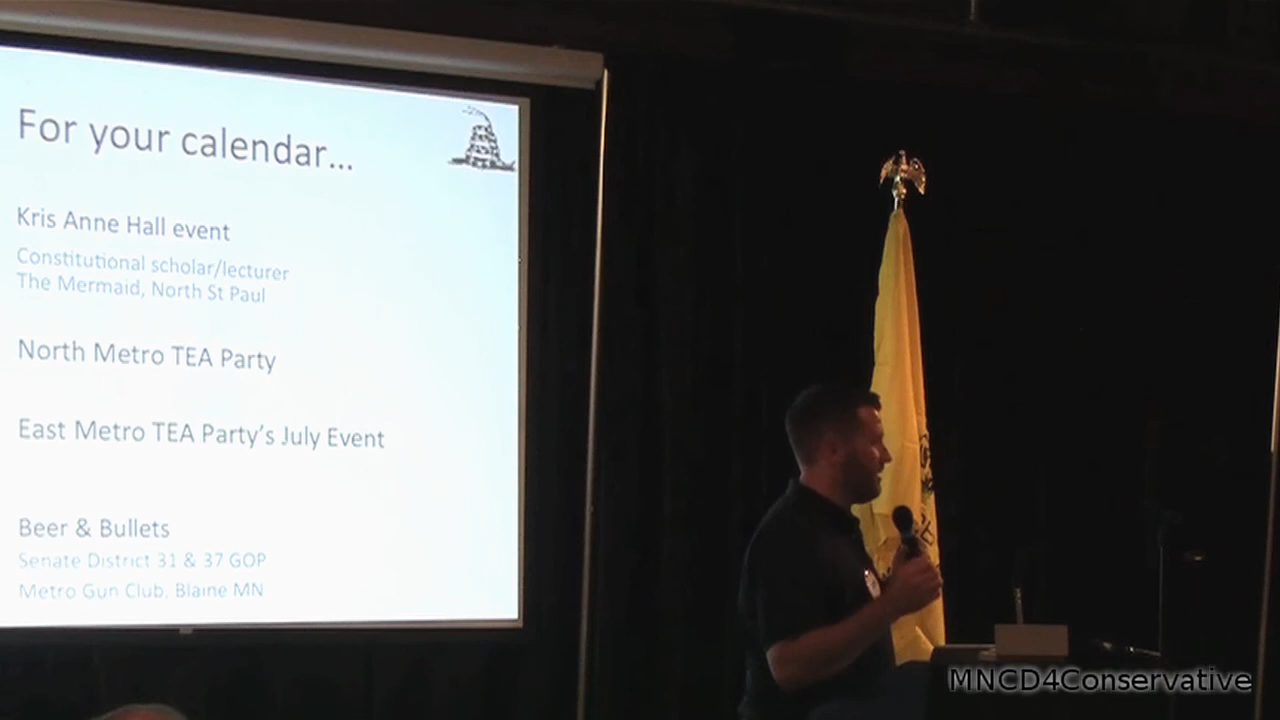 For your calendar...
Kris Anne Hall event
Constitutional scholar/lecturer
The Mermaid, North St Paul
North Metro TEA Party
East Metro TEA Party's July Event
Beer & Bullets
Senate District 31 & 37 GOP
Metro Gun Club, Blaine MN
MNCD4Conservative